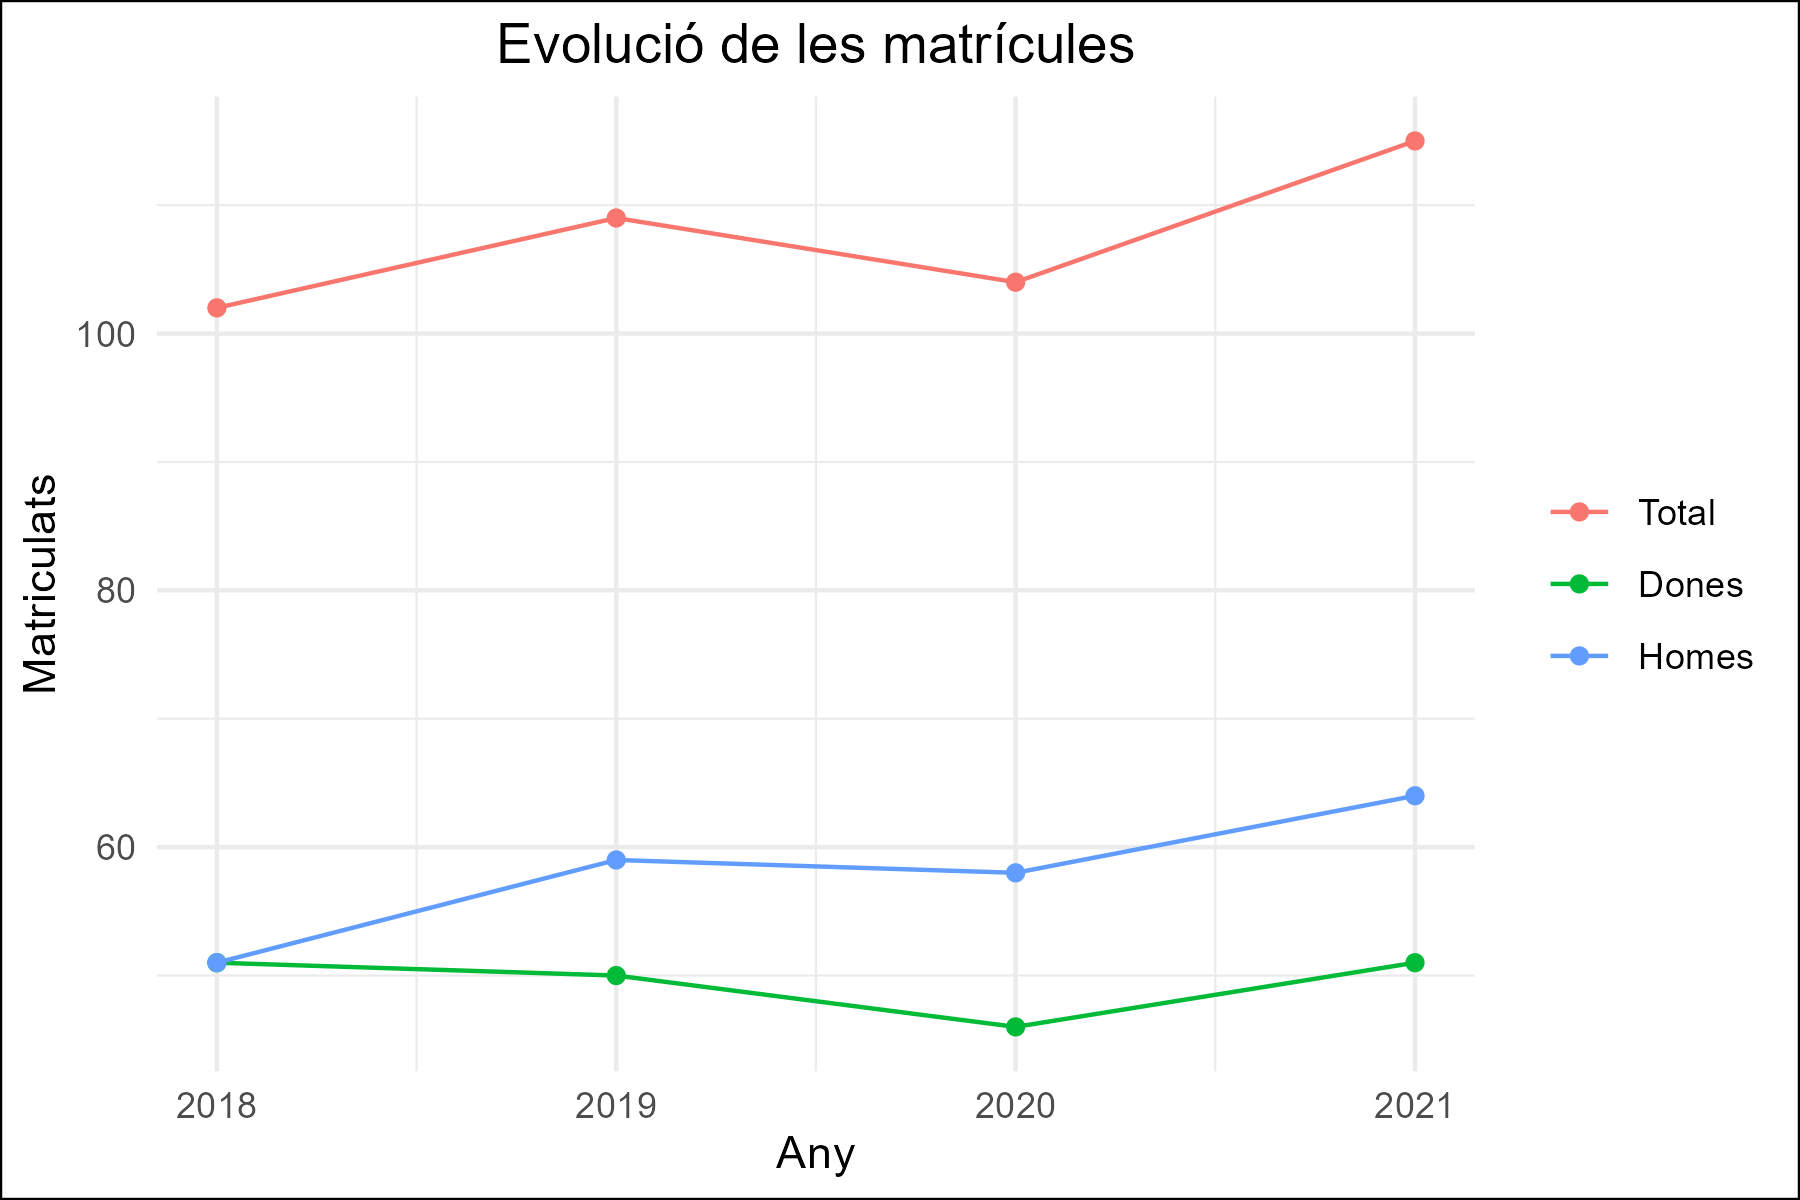 Evolució de les matrícules
Matriculats
100
80
60
2018
2019
2020
2021
Any
Total
Dones
Homes